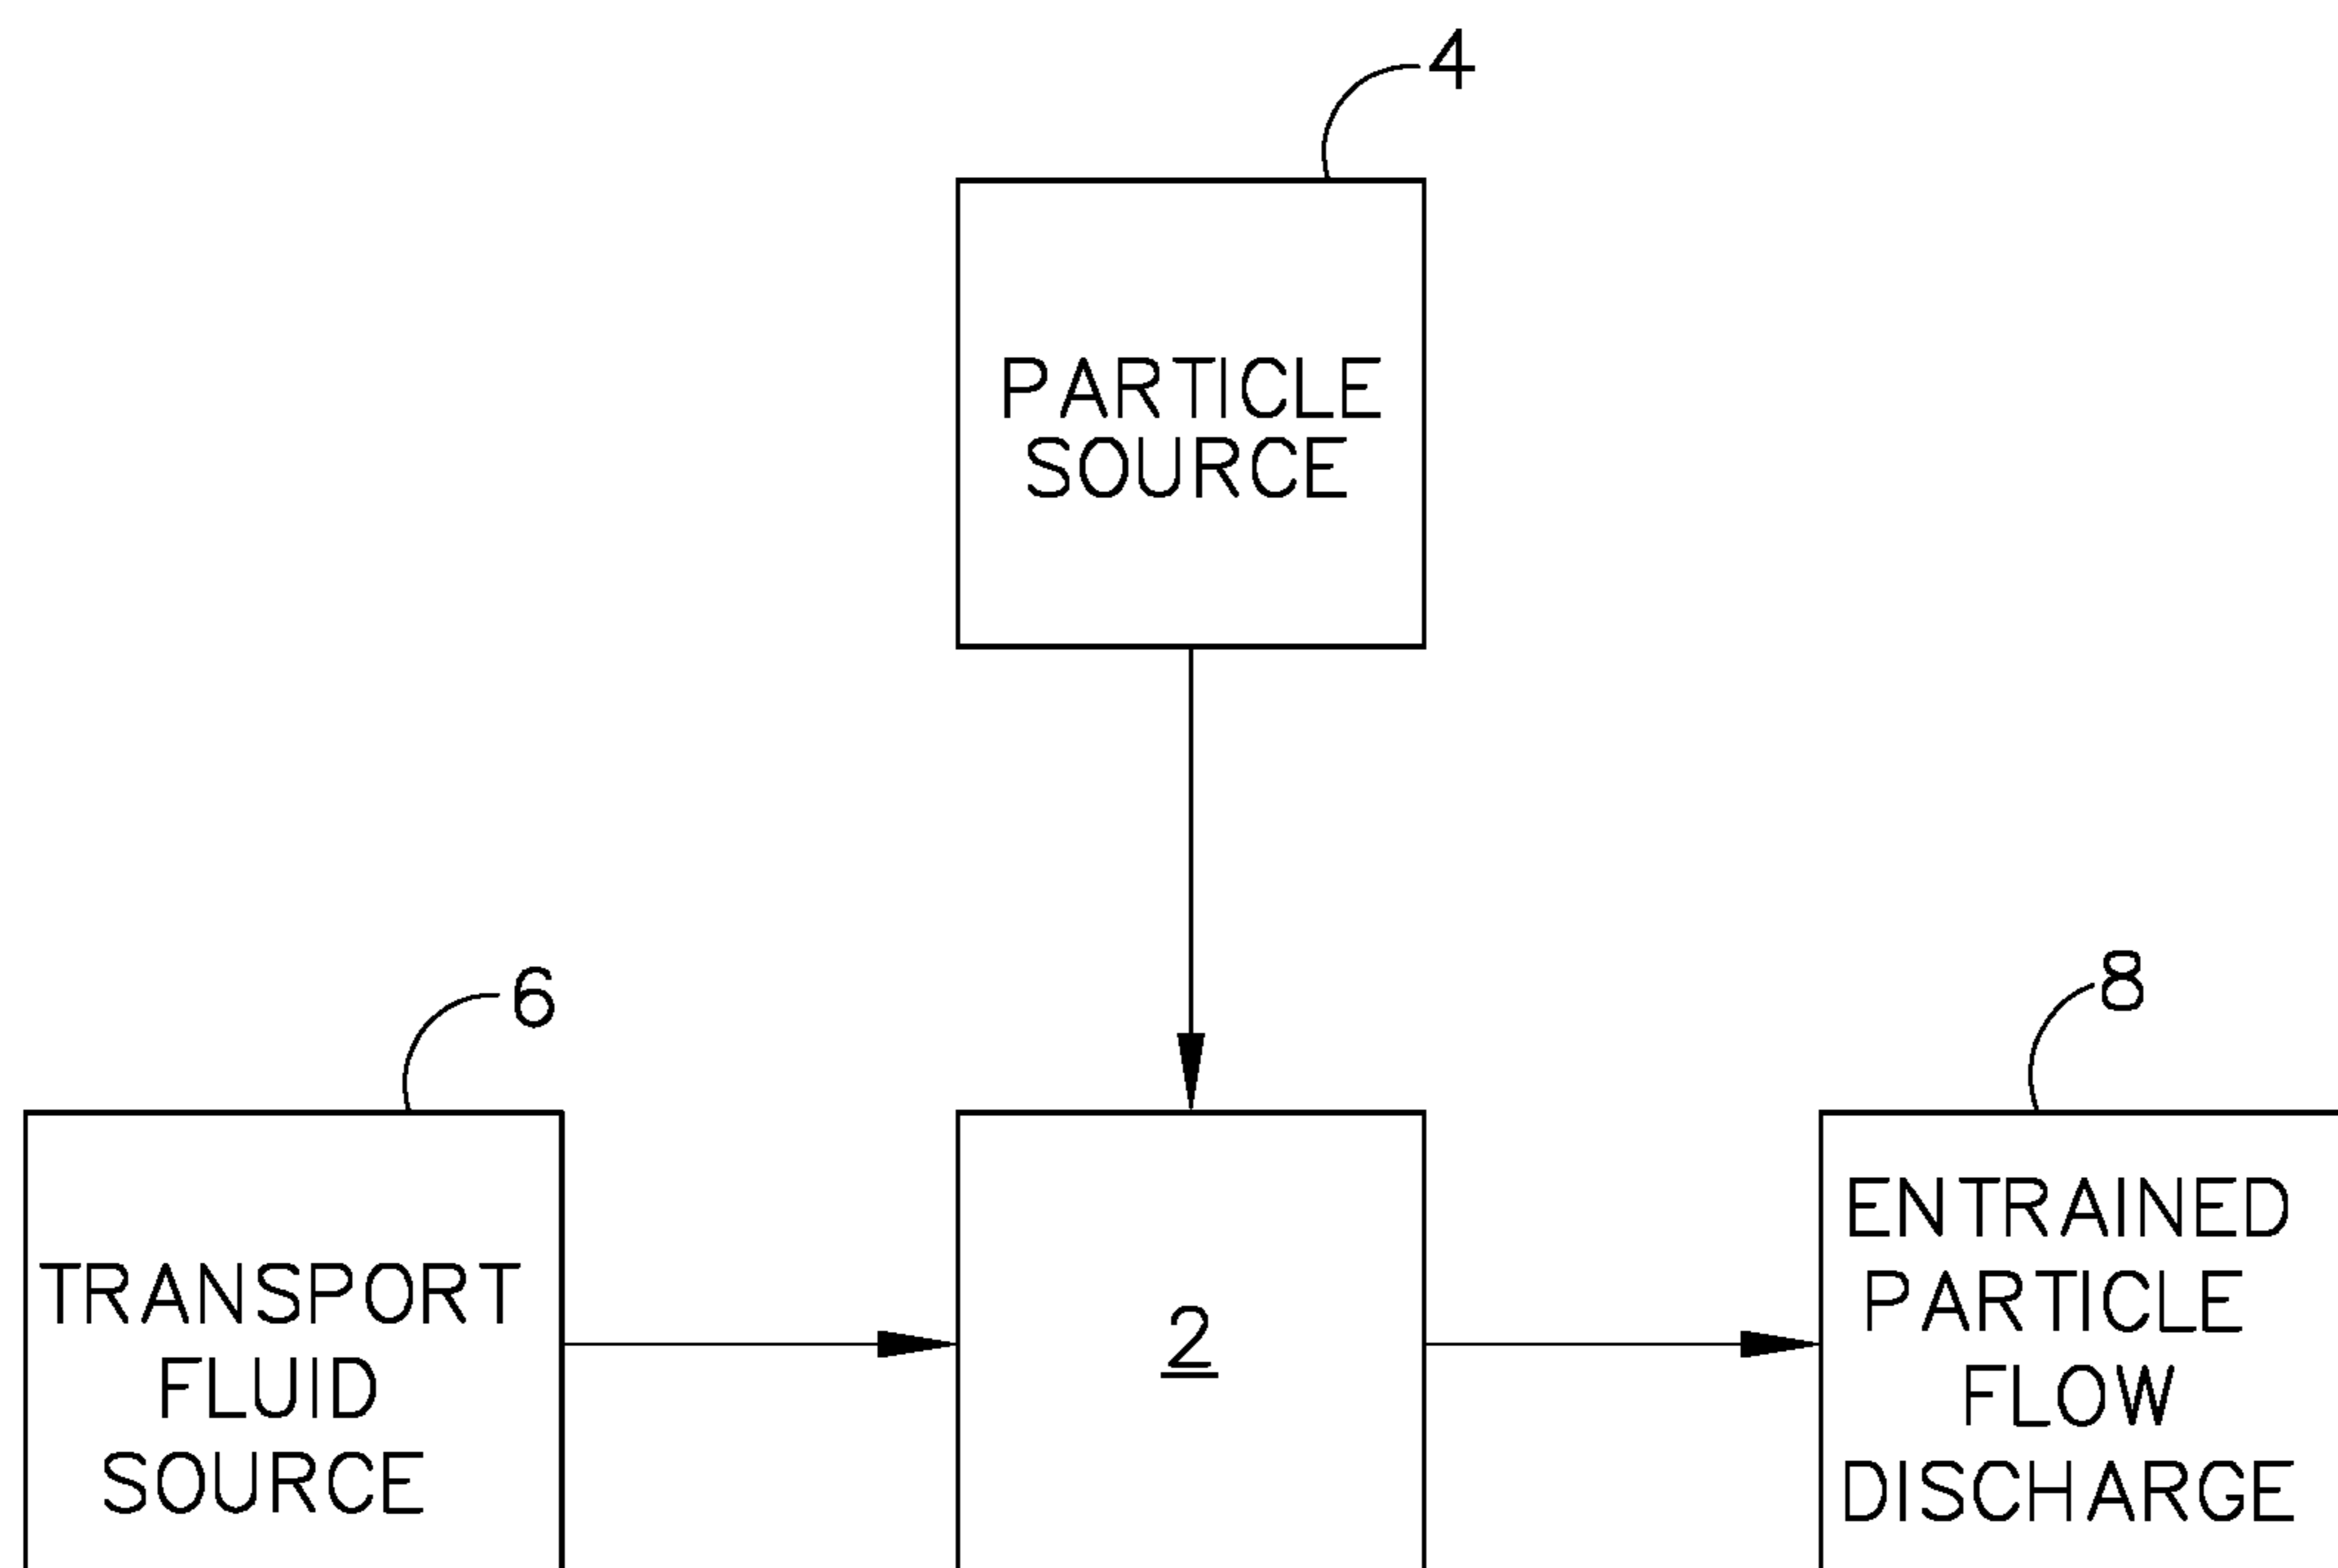 4
PARTICLE
SOURCE
6
8
TRANSPORT
FLUID
SOURCE
2
ENTRAINED
PARTICLE
FLOW
DISCHARGE